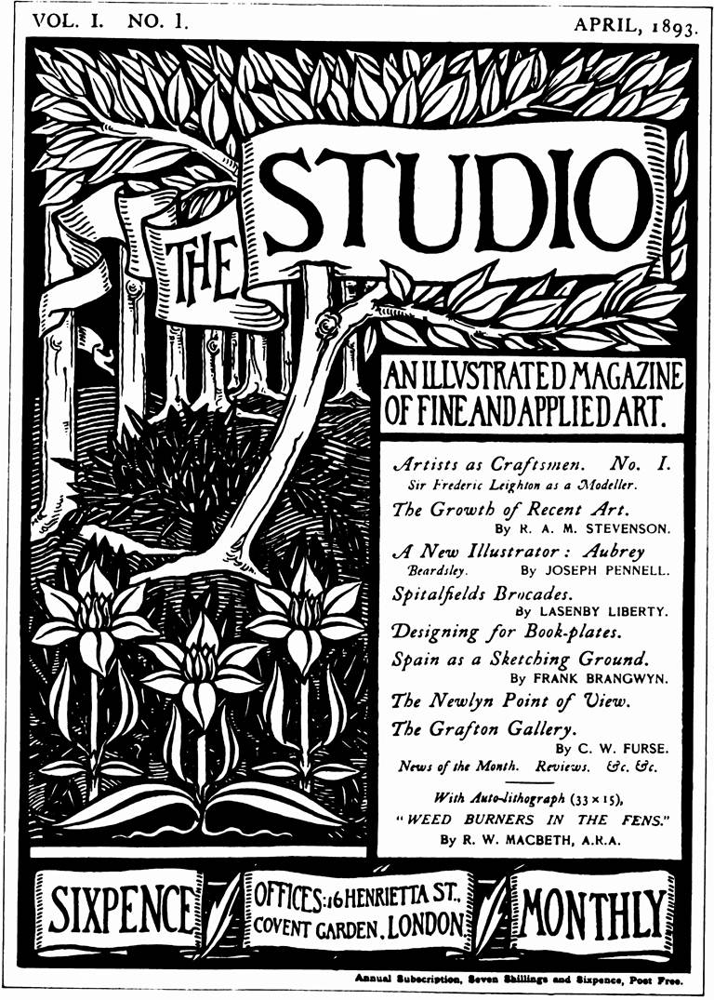 VOL. I. NO. 1.
APRIL, 1893.
THE
STUDIO
AN ILLVSTRATED MAGAZINE
OF FINE AND APPLIED ART.
Artists as Craftsmen. No. I.
Sir Frederic Leighton as a Modeller.
The Growth of Recent Art.
By R. A. M. STEVENSON.
A New Illustrator: Aubrey
Beardsley. By JOSEPH PENNELL.
Spitalfields Brocades.
By LASENBY LIBERTY.
Designing for Book-plates.
Spain as a Sketching Ground.
By FRANK BRANGWYN.
The Newlyn Point of View.
The Grafton Gallery.
By C. W. FURSE.
News of the Month. Reviews. &c. &c.
With Auto-lithograph (33 × 15),
"WEED BURNERS IN THE FENS."
By R. W. MACBETH, A.R.A.
SIXPENCE
OFFICES: 16 HENRIETTA ST.,
COVENT GARDEN. LONDON
MONTHLY
Annual Subscription, Seven Shillings and Sixpence, Post Free.